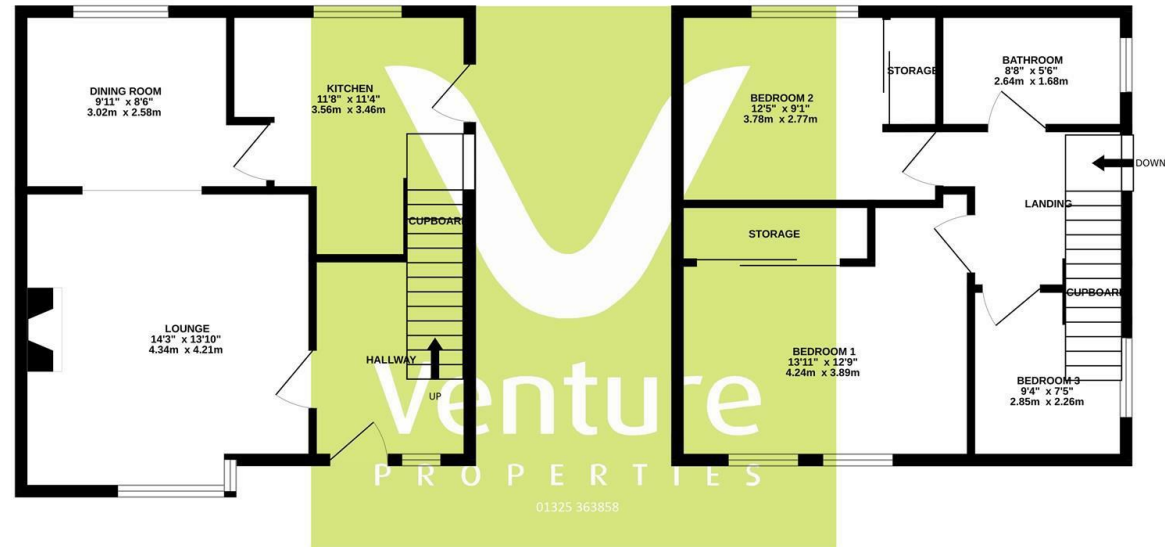 DINING ROOM
9'11" x 8'6"
3.02m x 2.58m
KITCHEN
11'8" x 11'4"
3.56m x 3.46m
CUPBOARD
LOUNGE
14'3" x 13'10"
4.34m x 4.21m
HALLWAY
UP
BEDROOM 2
12'5" x 9'1"
3.78m x 2.77m
STORAGE
BATHROOM
8'8" x 5'6"
2.64m x 1.68m
DOWN
LANDING
STORAGE
CUPBOARD
BEDROOM 1
13'11" x 12'9"
4.24m x 3.89m
BEDROOM 3
9'4" x 7'5"
2.85m x 2.26m
Venture
PROPERTIES
01325 363858